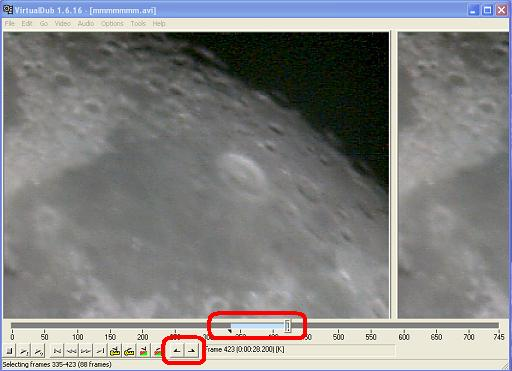 VirtualDub 1.6.16 - [mmmmmmm.avi]
File Edit Go Video Audio Options Tools Help
0 50 100 150 200 250 300 350 400 450 500 550 600 650 700 745
Frame 423 [0:00:28.200] [K]
Selecting frames 335-423 (88 frames)